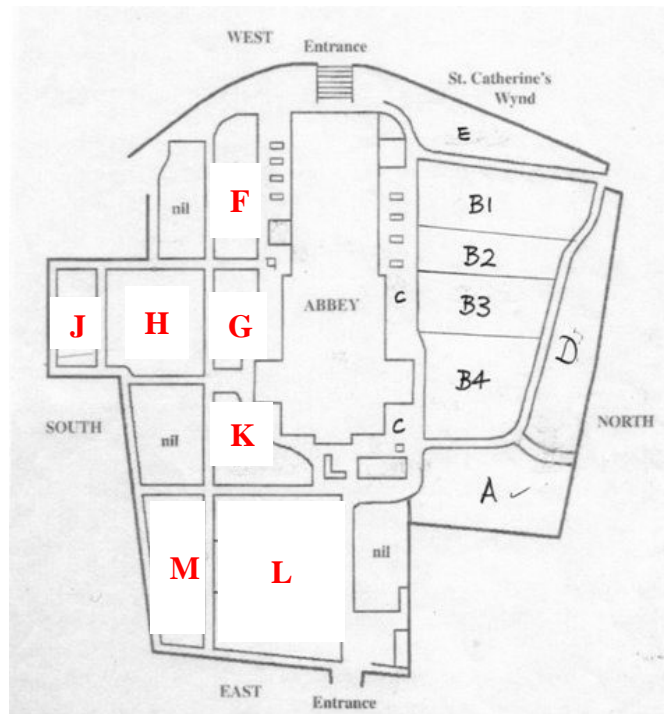 WEST
Entrance
St. Catherine's
Wynd
E
F
nil
B1
B2
J
H
G
ABBEY
C
B3
D
B4
K
SOUTH
nil
C
NORTH
A ✓
M
L
nil
EAST
Entrance